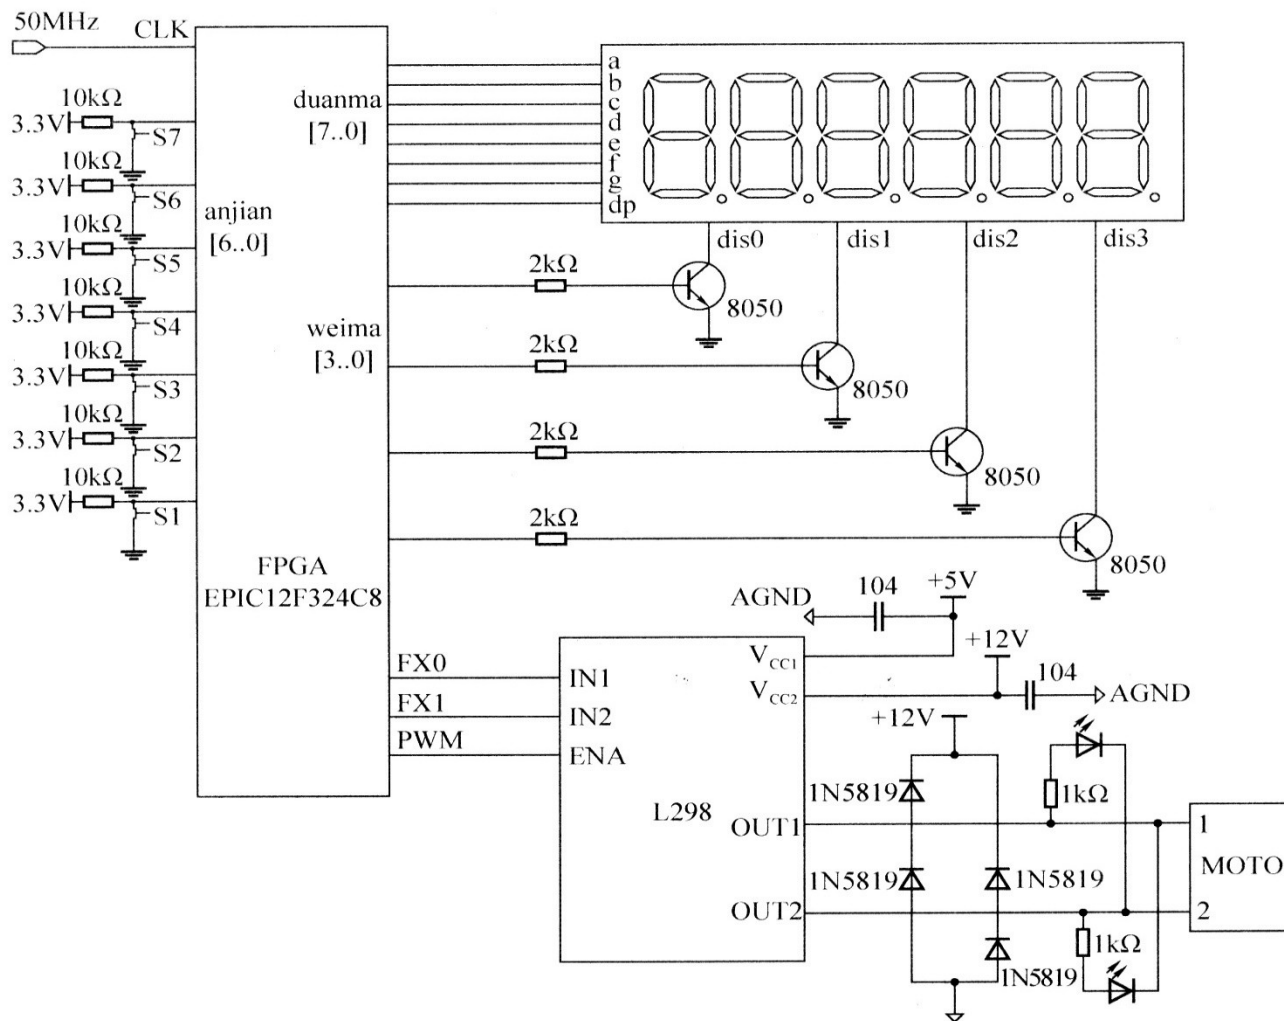 50MHz
CLK
10kΩ
3.3V
S7
10kΩ
3.3V
S6
10kΩ
3.3V
S5
10kΩ
3.3V
S4
10kΩ
3.3V
S3
10kΩ
3.3V
S2
10kΩ
3.3V
S1
anjian
[6..0]
duanma
[7..0]
weima
[3..0]
FPGA
EPIC12F324C8
a
b
c
d
e
f
g
dp
dis0
dis1
dis2
dis3
2kΩ
8050
2kΩ
8050
2kΩ
8050
2kΩ
8050
FX0
FX1
PWM
IN1
IN2
ENA
L298
VCC1
VCC2
OUT1
OUT2
AGND
104
+5V
+12V
104
AGND
+12V
1N5819
1N5819
1N5819
1N5819
1kΩ
1kΩ
1
MOTO
2